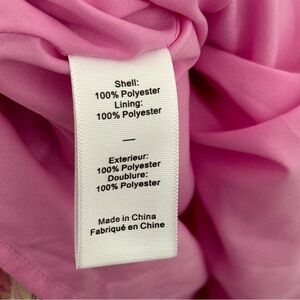 Shell:
100% Polyester
Lining:
100% Polyester
—
Exterieur:
100% Polyester
Doublure:
100% Polyester
Made in China
Fabriqué en Chine